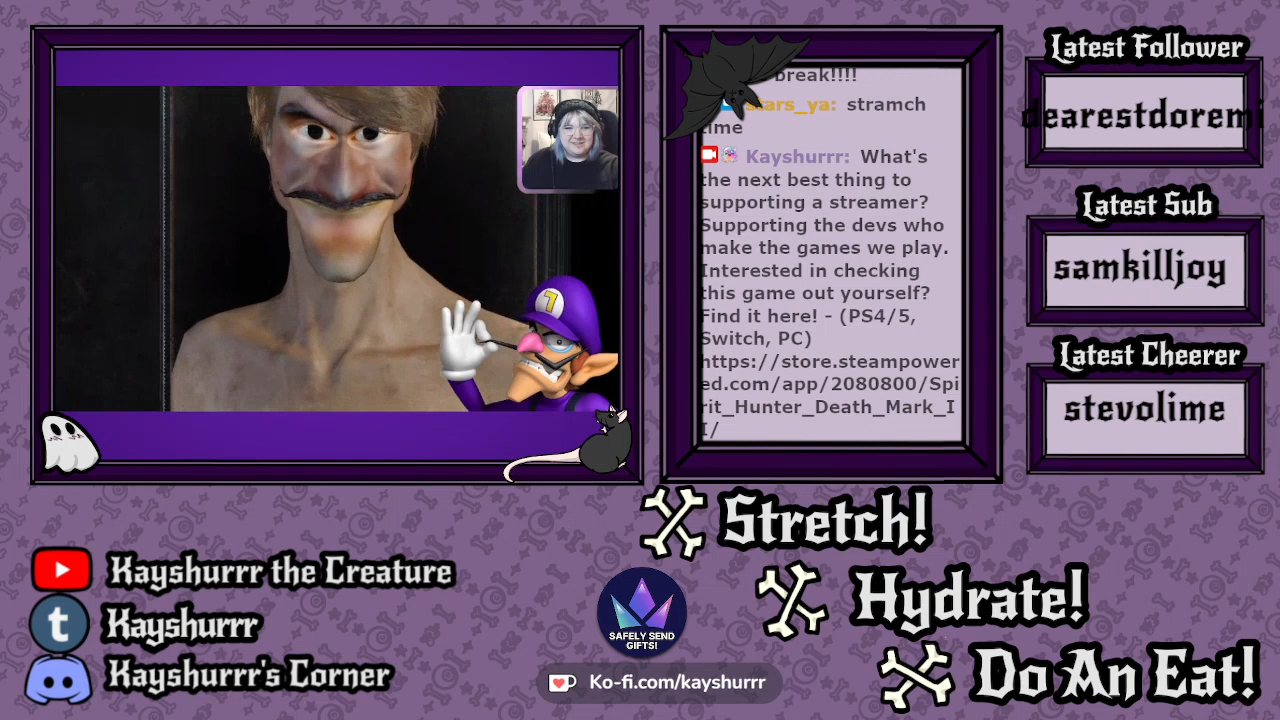 break!!!!
stars_ya: stramch
time
Kayshurrr: What's
the next best thing to
supporting a streamer?
Supporting the devs who
make the games we play.
Interested in checking
this game out yourself?
Find it here! - (PS4/5,
Switch, PC)
https://store.steampower
ed.com/app/2080800/Spi
rit_Hunter_Death_Mark_I
I/
Latest Follower
dearestdoremi
Latest Sub
samkilljoy
Latest Cheerer
stevolime
Stretch!
Hydrate!
Do An Eat!
Kayshurrr the Creature
Kayshurrr
Kayshurrr's Corner
SAFELY SEND
GIFTS!
Ko-fi.com/kayshurrr